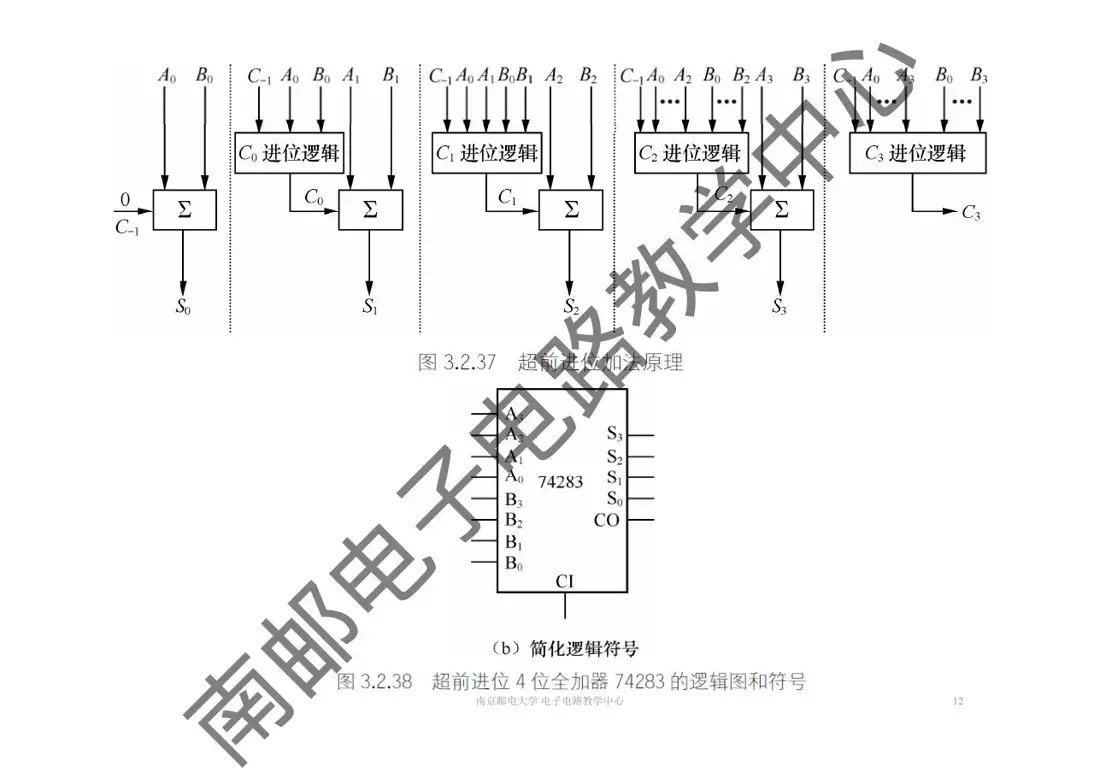 A₀ B₀ C₋₁ A₀ B₀ A₁ B₁ C₋₁ A₀ A₁ B₀ B₁ A₂ B₂ C₋₁ A₀ A₂ B₀ B₂ A₃ B₃ C₋₁ A₀ A₃ B₀ B₃
... ... ... ...
C₀ 进位逻辑 C₁ 进位逻辑 C₂ 进位逻辑 C₃ 进位逻辑
0 C₀ C₁ C₂
Σ Σ Σ Σ C₃
C₋₁
S₀ S₁ S₂ S₃
图 3.2.37 超前进位加法原理
A₃
A₂ S₃
A₁ S₂
A₀ 74283 S₁
B₃ S₀
B₂ CO
B₁
B₀
CI
(b) 简化逻辑符号
图 3.2.38 超前进位 4 位全加器 74283 的逻辑图和符号
南京邮电大学 电子电路教学中心 12
南邮电子电路教学中心